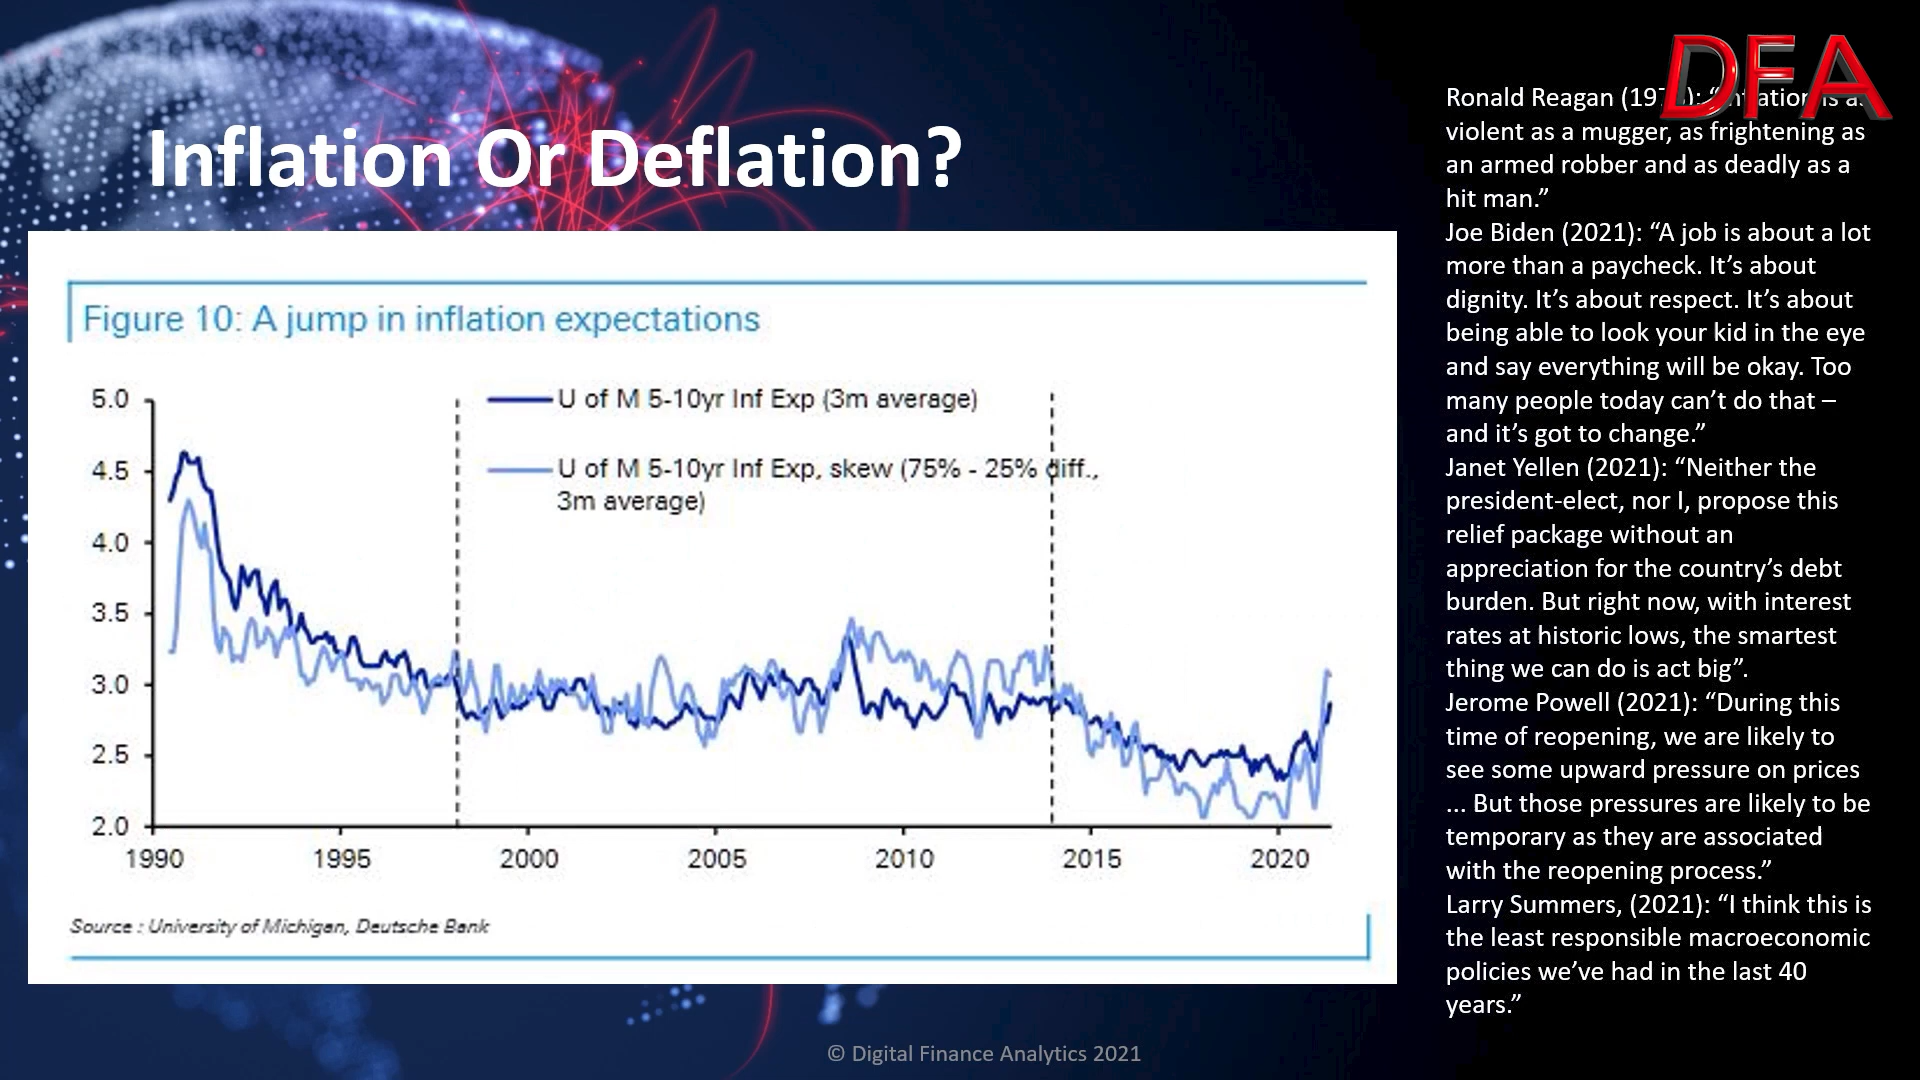 DFA
Inflation Or Deflation?
Figure 10: A jump in inflation expectations
5.0
4.5
4.0
3.5
3.0
2.5
2.0
U of M 5-10yr Inf Exp (3m average)
U of M 5-10yr Inf Exp, skew (75% - 25% diff.,
3m average)
1990 1995 2000 2005 2010 2015 2020
Source : University of Michigan, Deutsche Bank
Ronald Reagan
violent as a mugger, as frightening as
an armed robber and as deadly as a
hit man.”
Joe Biden (2021): “A job is about a lot
more than a paycheck. It’s about
dignity. It’s about respect. It’s about
being able to look your kid in the eye
and say everything will be okay. Too
many people today can’t do that –
and it’s got to change.”
Janet Yellen (2021): “Neither the
president-elect, nor I, propose this
relief package without an
appreciation for the country’s debt
burden. But right now, with interest
rates at historic lows, the smartest
thing we can do is act big”.
Jerome Powell (2021): “During this
time of reopening, we are likely to
see some upward pressure on prices
... But those pressures are likely to be
temporary as they are associated
with the reopening process.”
Larry Summers, (2021): “I think this is
the least responsible macroeconomic
policies we’ve had in the last 40
years.”
© Digital Finance Analytics 2021